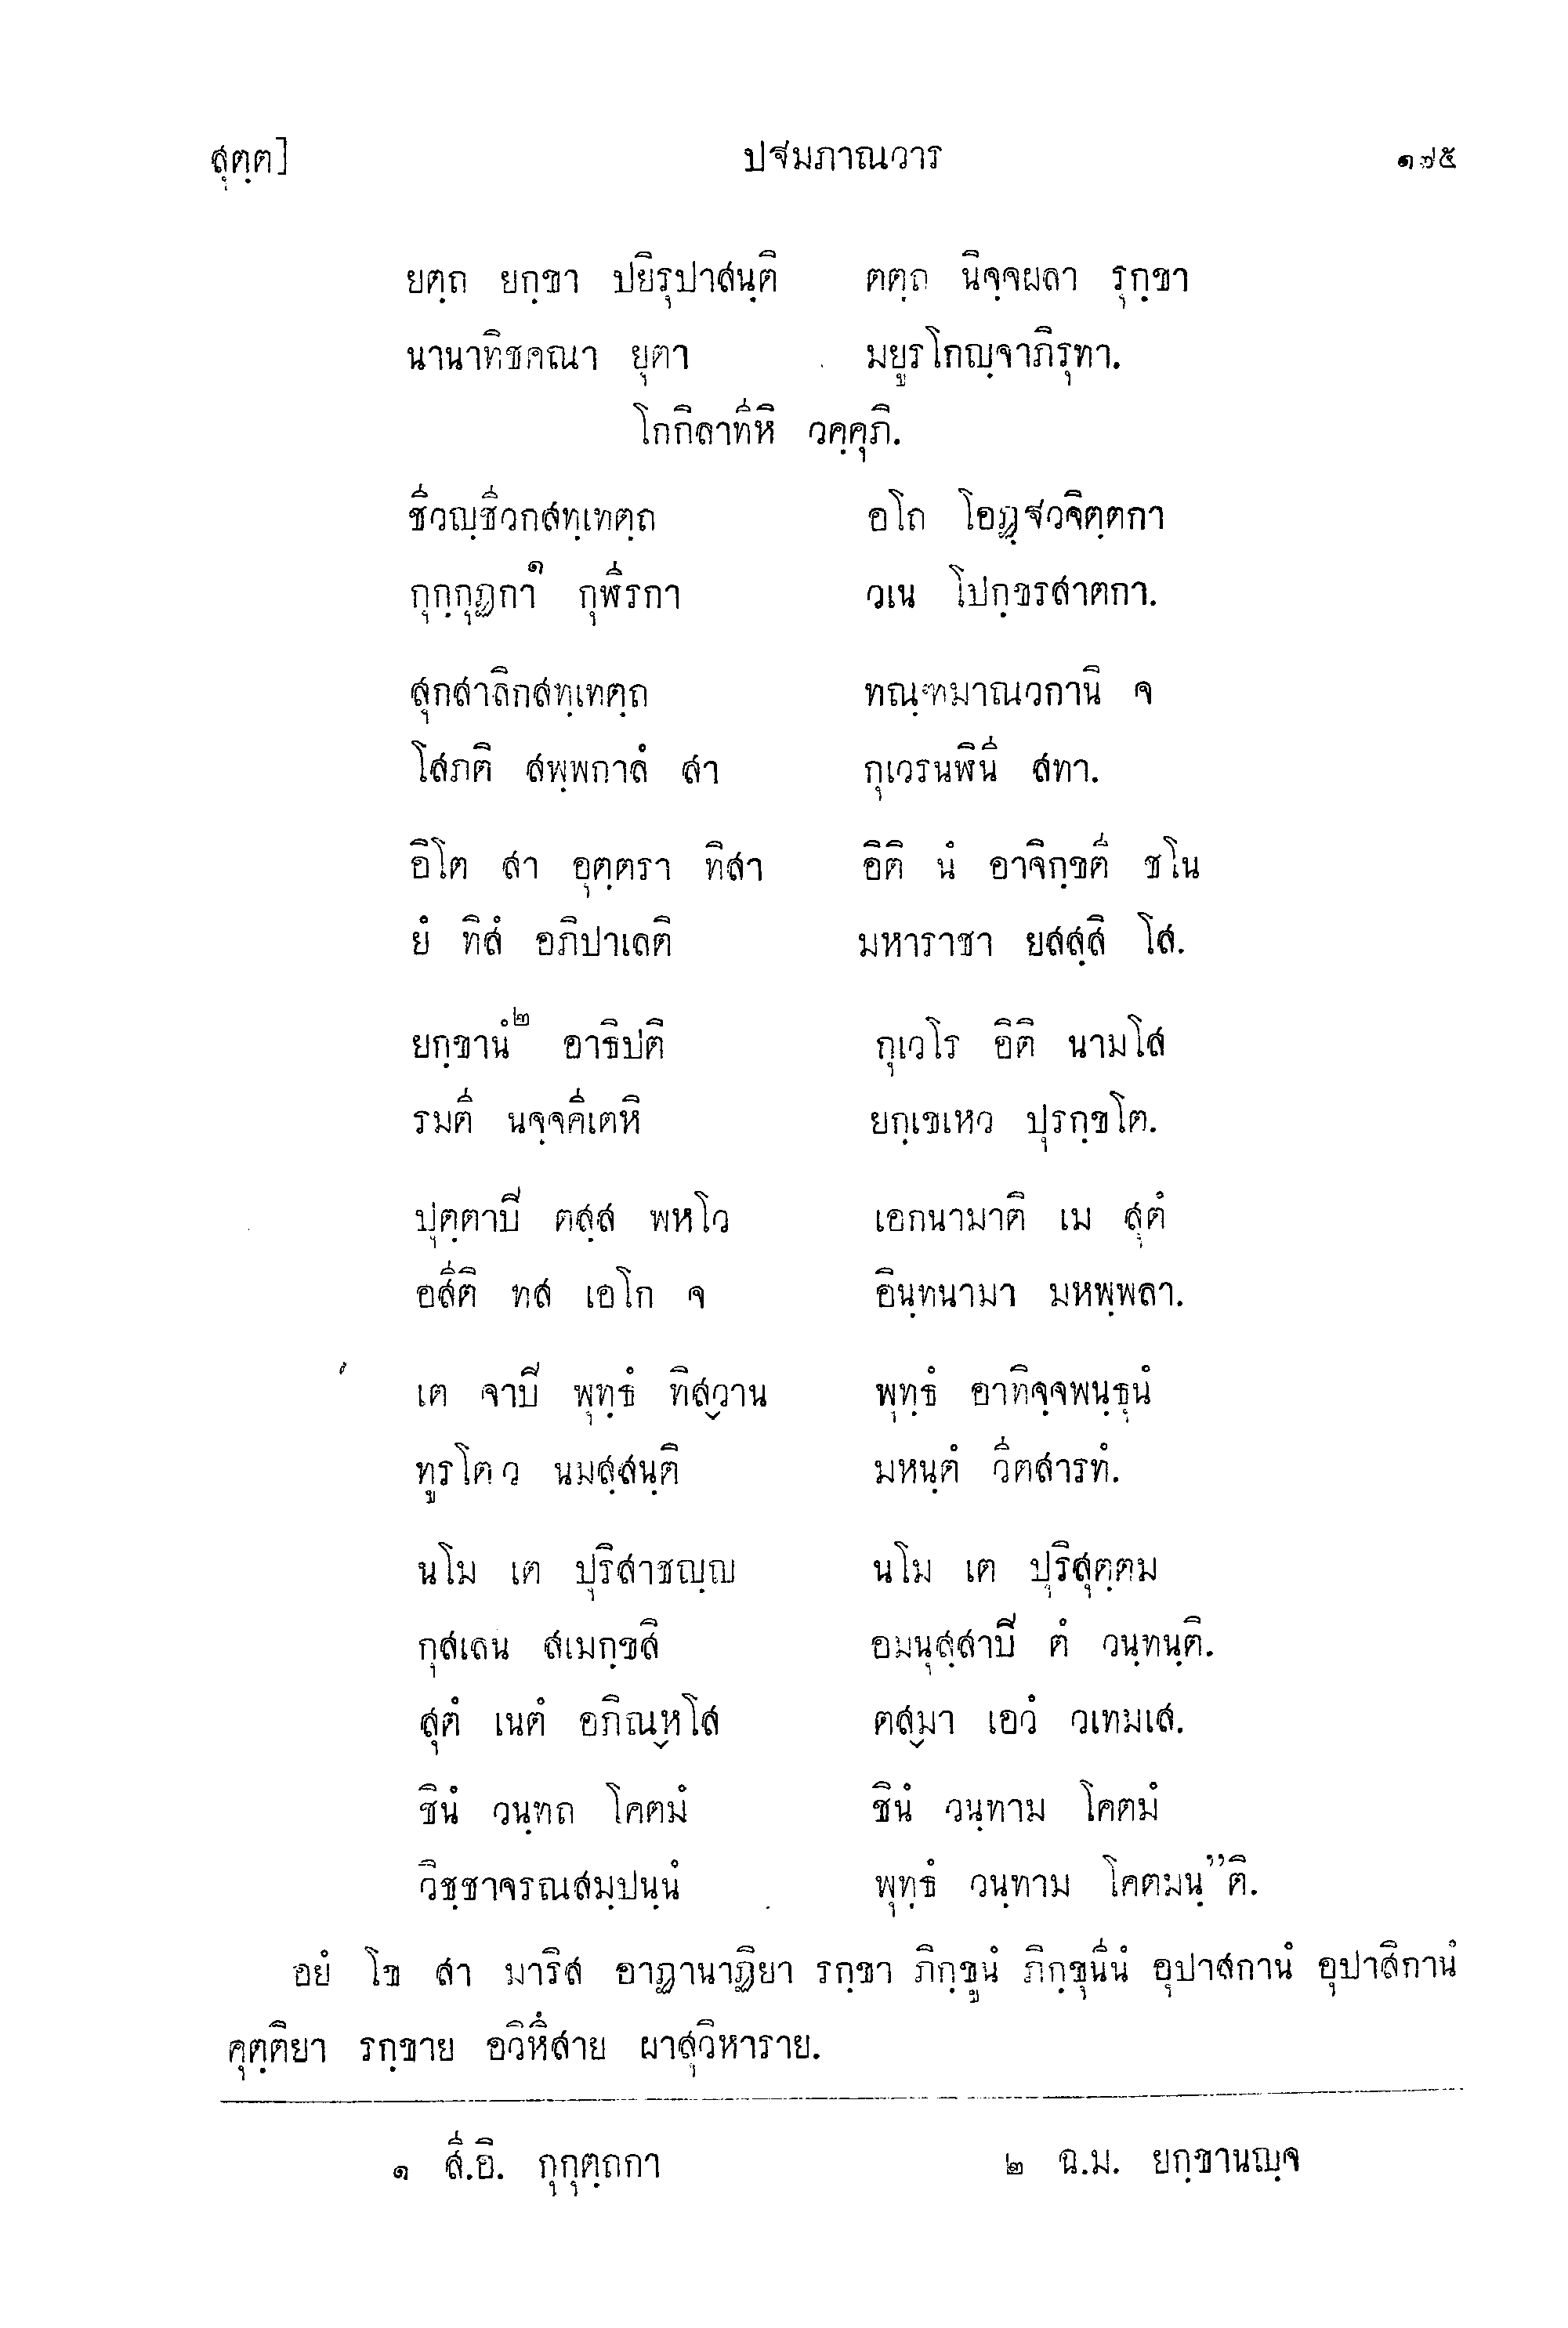 สุตฺต] ปฐมภาณวาร ๑๗๕
ยตฺถ ยกฺขา ปยิรุปาสนฺติ ตตฺถ นิจฺจผลา รุกฺขา
นานาทิชคณา ยุตา มยูรโกญฺจาภิรุทา.
โกกิลาทีหิ วคฺคุภิ.
ชีวญฺชีวกสทฺเทตฺถ อโถ โอฏฺฐวจิตฺตกา
กุกฺกุฏกา๑ กุฬีรกา วเน โปกฺขรสาตกา.
สุกสาลิกสทฺเทตฺถ ทณฺฑมาณวกานิ จ
โสภติ สพฺพกาลํ สา กุเวรนฬินี สทา.
อิโต สา อุตฺตรา ทิสา อิติ นํ อาจิกฺขตี ชโน
ยํ ทิสํ อภิปาเลติ มหาราชา ยสสฺสิ โส.
ยกฺขานํ๒ อาธิปติ กุเวโร อิติ นามโส
รมตี นจฺจคีเตหิ ยกฺเขเหว ปุรกฺขโต.
ปุตฺตาปิ ตสฺส พหโว เอกนามาติ เม สุตํ
อสีติ ทส เอโก จ อินฺทนามา มหพฺพลา.
เต จาปิ พุทฺธํ ทิสฺวาน พุทฺธํ อาทิจฺจพนฺธุนํ
ทูรโตว นมสฺสนฺติ มหนฺตํ วีตสารทํ.
นโม เต ปุริสาชญฺญ นโม เต ปุริสุตฺตม
กุสเลน สเมกฺขสิ อมนุสฺสาปิ ตํ วนฺทนฺติ.
สุตํ เนตํ อภิณฺหโส ตสฺมา เอวํ วเทมเส.
ชินํ วนฺทถ โคตมํ ชินํ วนฺทาม โคตมํ
วิชฺชาจรณสมฺปนฺนํ พุทฺธํ วนฺทาม โคตมนฺ”ติ.
อยํ โข สา มาริส อาฏานาฏิยา รกฺขา ภิกฺขูนํ ภิกฺขุนีนํ อุปาสกานํ อุปาสิกานํ
คุตฺติยา รกฺขาย อวิหึสาย ผาสุวิหาราย.
๑ สี.อิ. กุกุตฺถกา ๒ ฉ.ม. ยกฺขานญฺจ